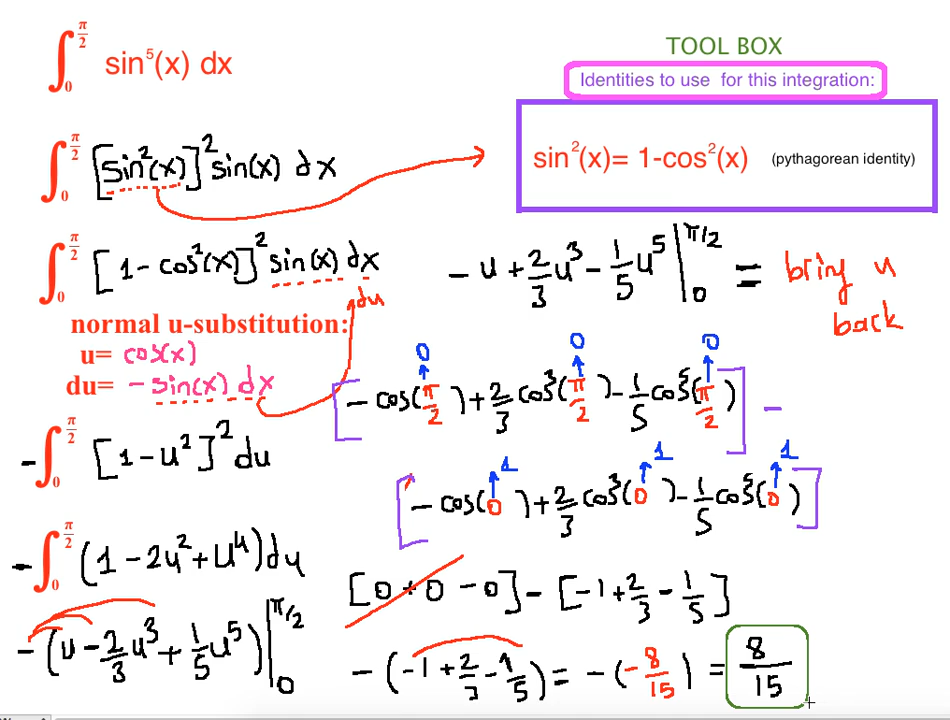 ∫₀^(π/2) sin⁵(x) dx
∫₀^(π/2) [sin²(x)]² sin(x) dx
∫₀^(π/2) [1 - cos²(x)]² sin(x) dx
du
normal u-substitution:
u= cos(x)
du= -sin(x) dx
-∫₀^(π/2) [1 - u²]² du
-∫₀^(π/2) (1 - 2u² + u⁴)du
-(u - 2/3 u³ + 1/5 u⁵)|₀^(π/2)
TOOL BOX
Identities to use for this integration:
sin²(x)= 1-cos²(x) (pythagorean identity)
- u + 2/3 u³ - 1/5 u⁵ |₀^(π/2) = bring u
back
0 0 0
[- cos(π/2) + 2/3 cos³(π/2) - 1/5 cos⁵(π/2)] -
1 1 1
[- cos(0) + 2/3 cos³(0) - 1/5 cos⁵(0)]
[0 + 0 - 0] - [-1 + 2/3 - 1/5]
-(-1 + 2/3 - 1/5) = -(-8/15) = 8/15